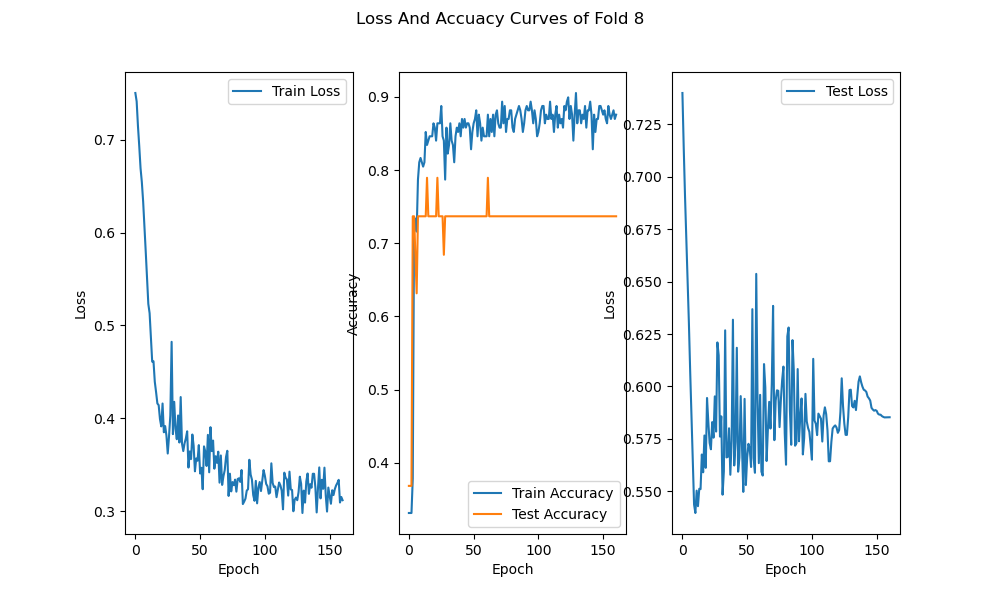 Loss And Accuacy Curves of Fold 8
Train Loss
0.7
0.6
0.5
0.4
0.3
Loss
0
50
100
150
Epoch
0.9
0.8
0.7
0.6
0.5
0.4
Accuracy
Train Accuracy
Test Accuracy
0
50
100
150
Epoch
Test Loss
0.725
0.700
0.675
0.650
0.625
0.600
0.575
0.550
Loss
0
50
100
150
Epoch